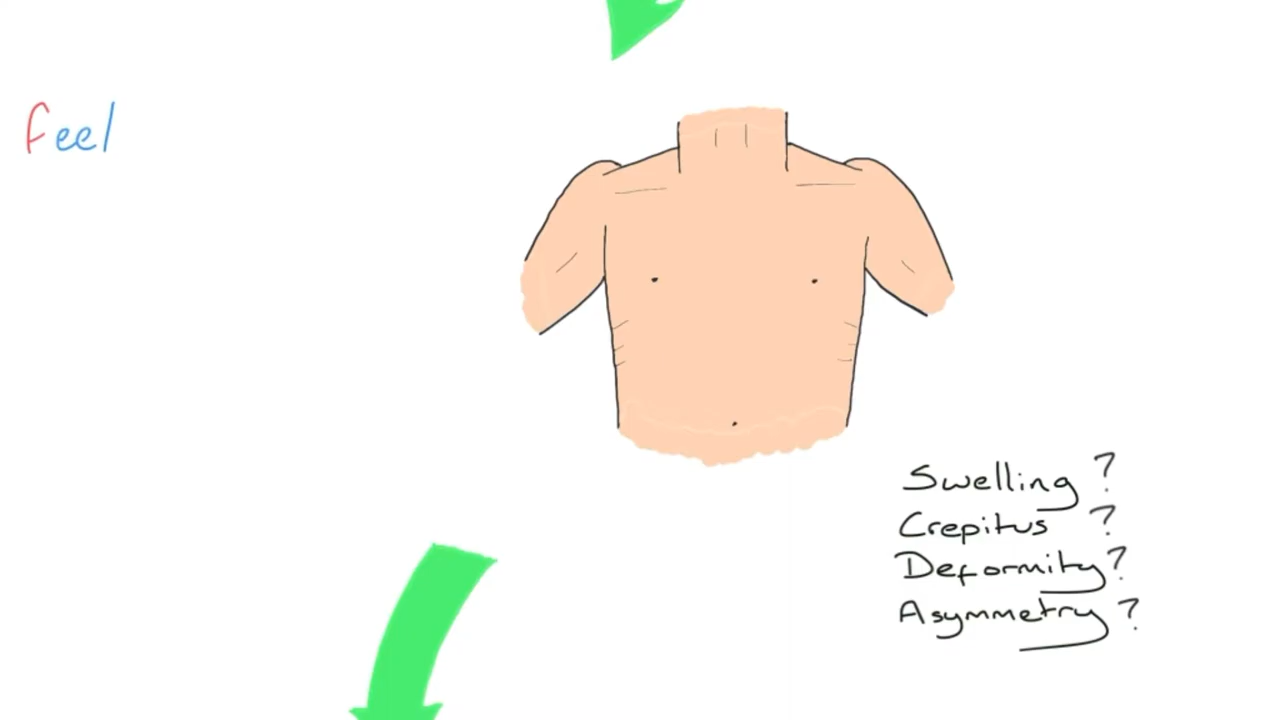 feel
Swelling ?
Crepitus ?
Deformity?
Asymmetry ?